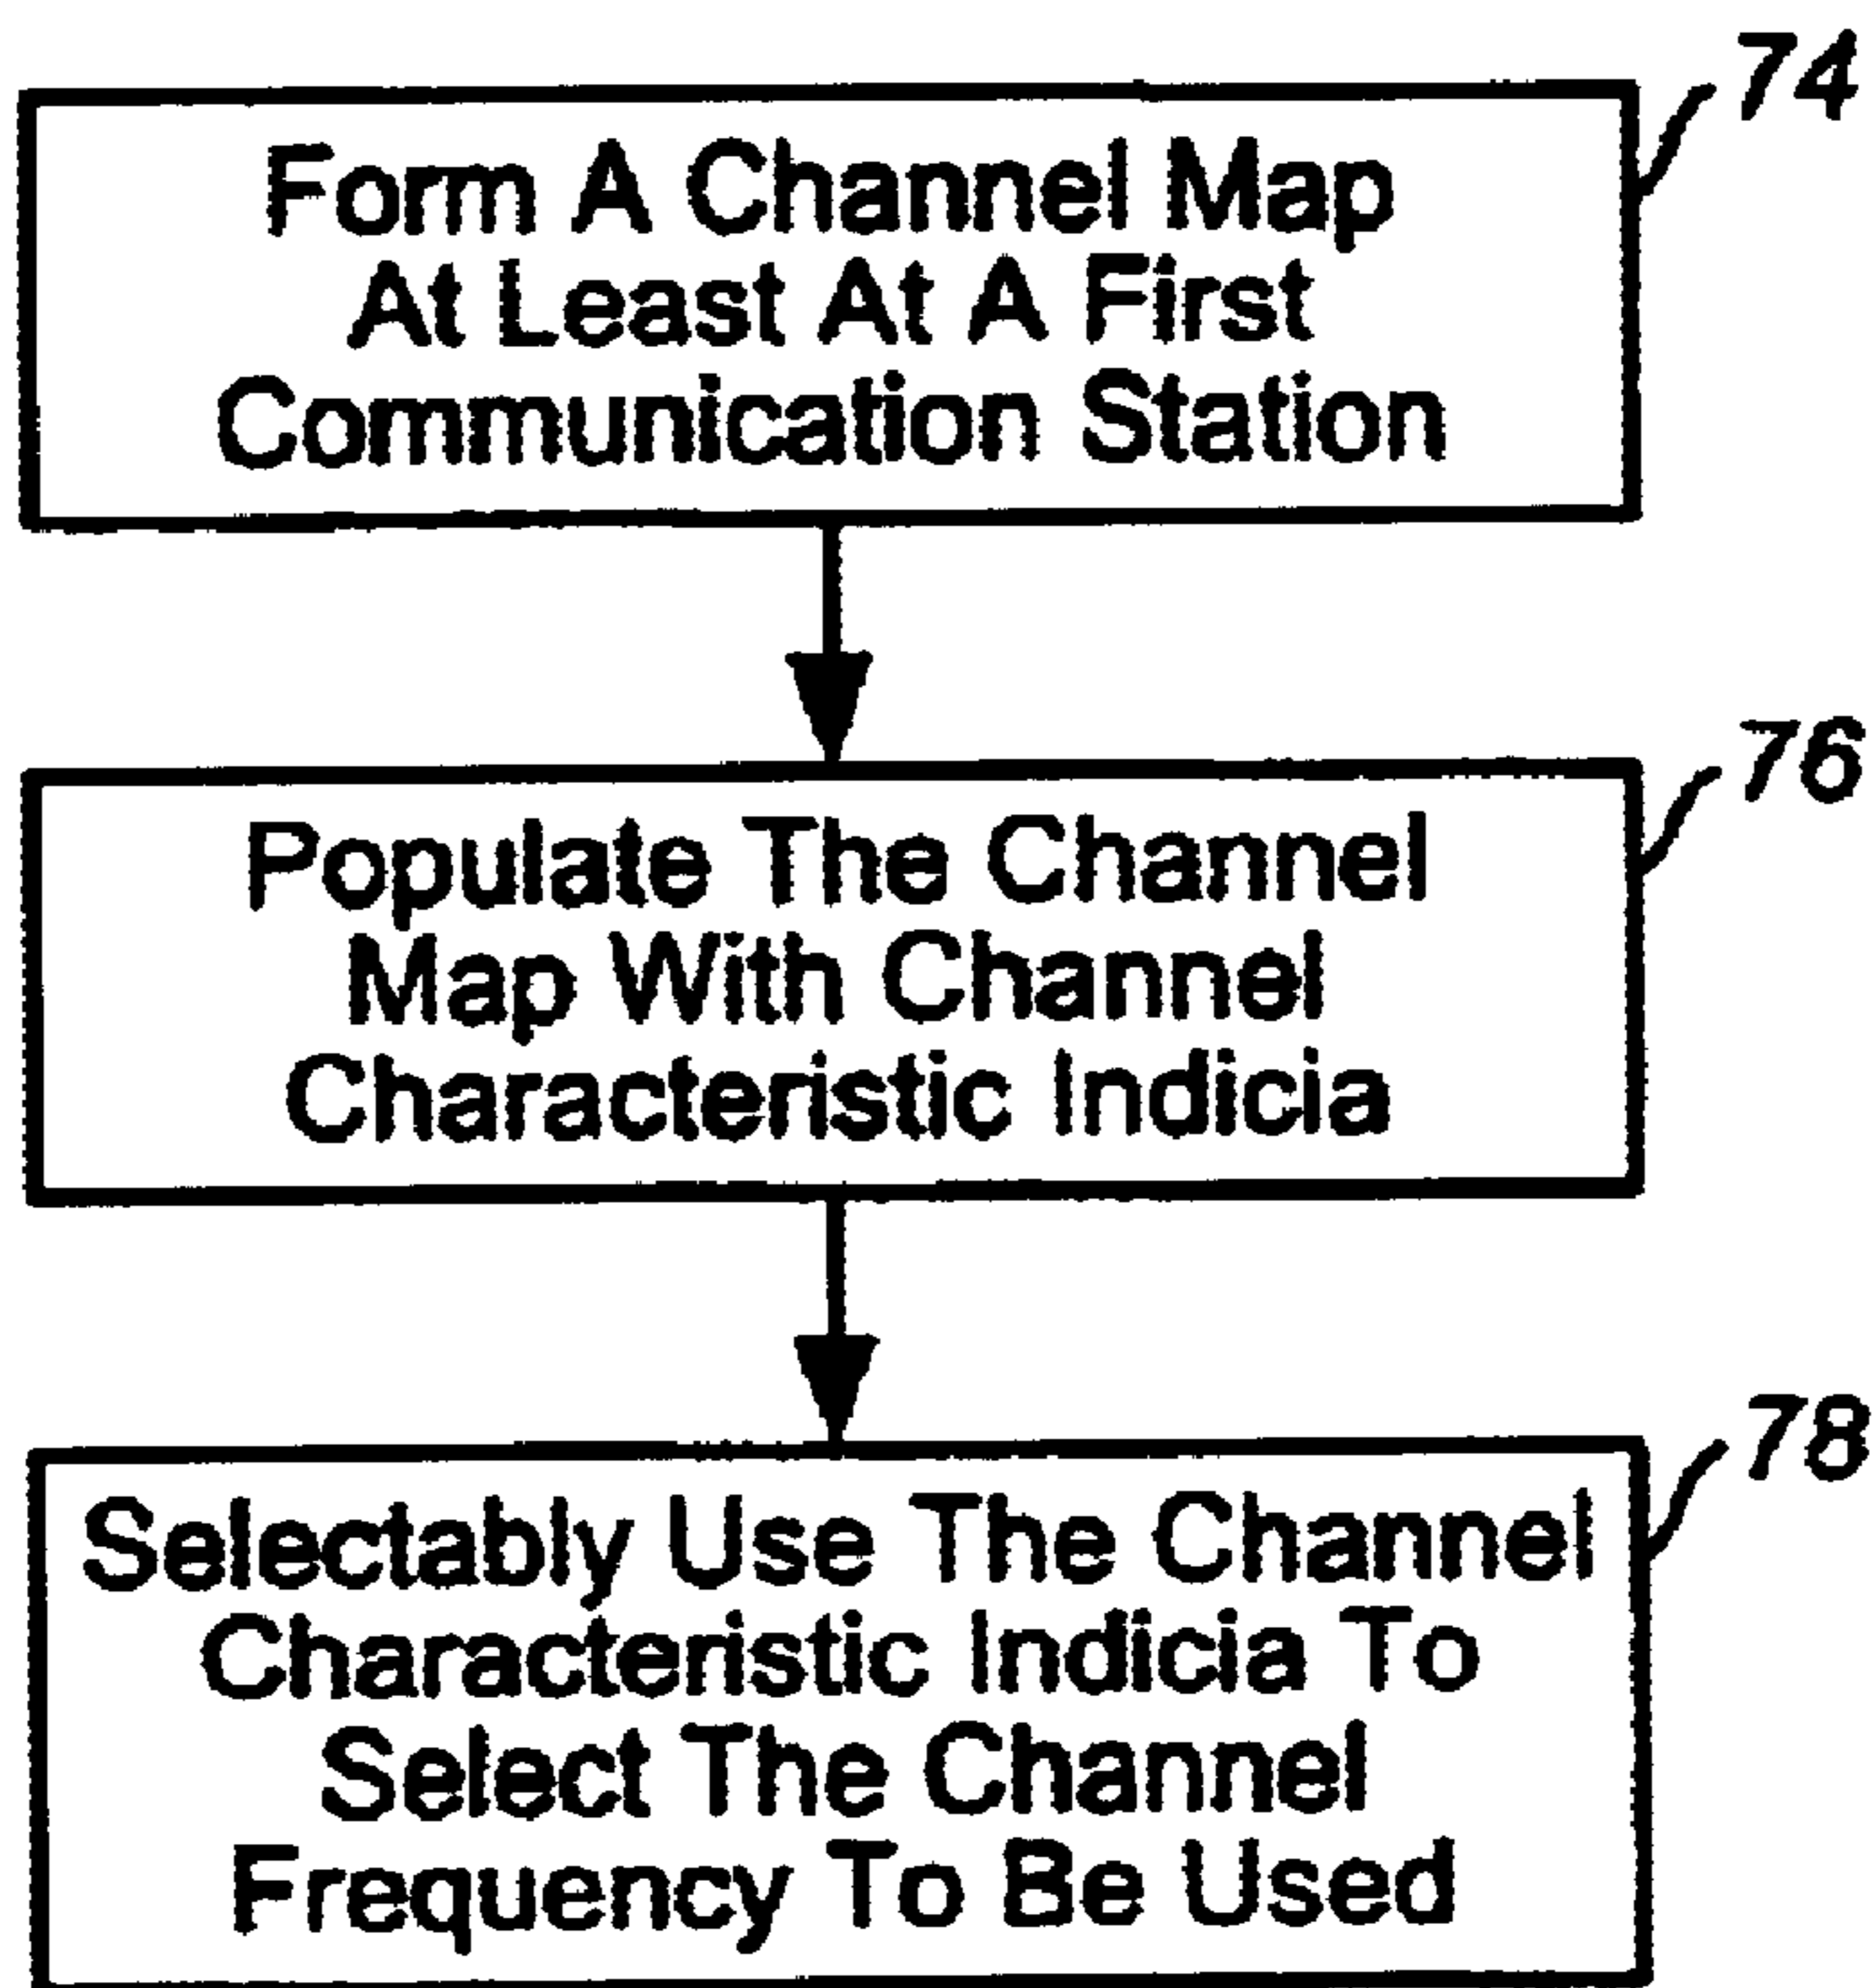 74
Form A Channel Map
At Least At A First
Communication Station
76
Populate The Channel
Map With Channel
Characteristic Indicia
78
Selectably Use The Channel
Characteristic Indicia To
Select The Channel
Frequency To Be Used